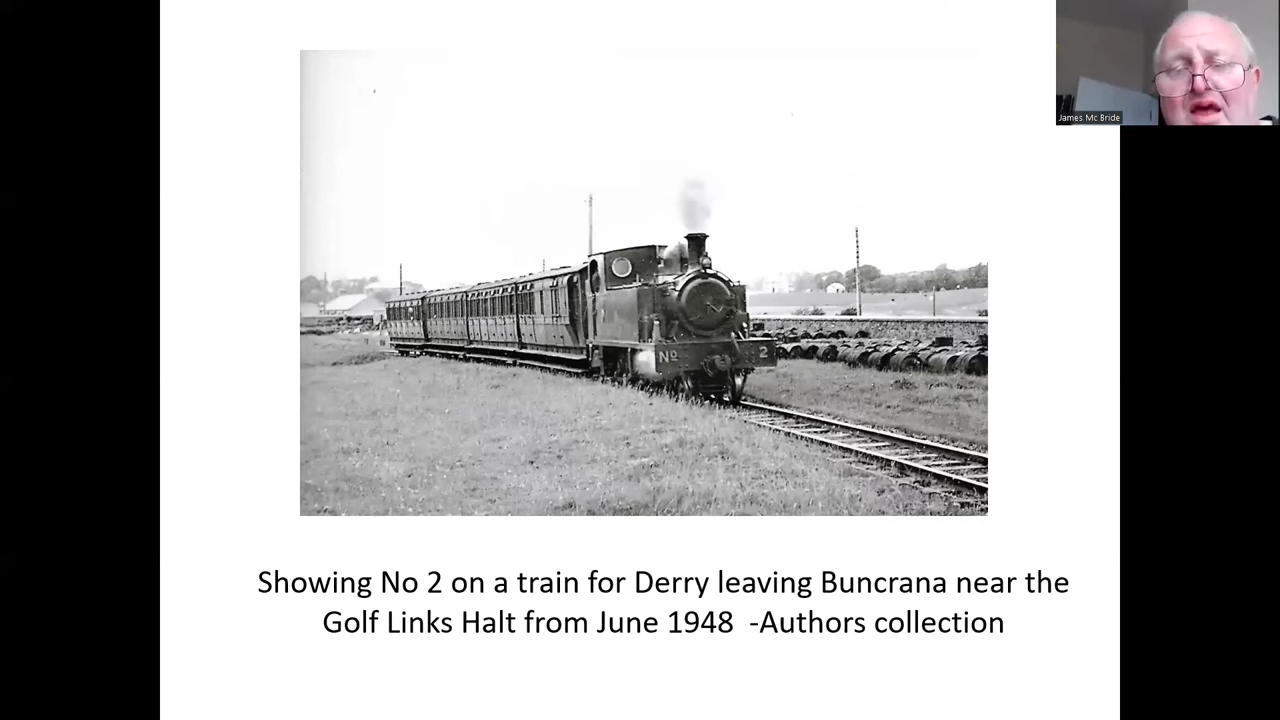 James Mc Bride
No 2
Showing No 2 on a train for Derry leaving Buncrana near the
Golf Links Halt from June 1948  -Authors collection